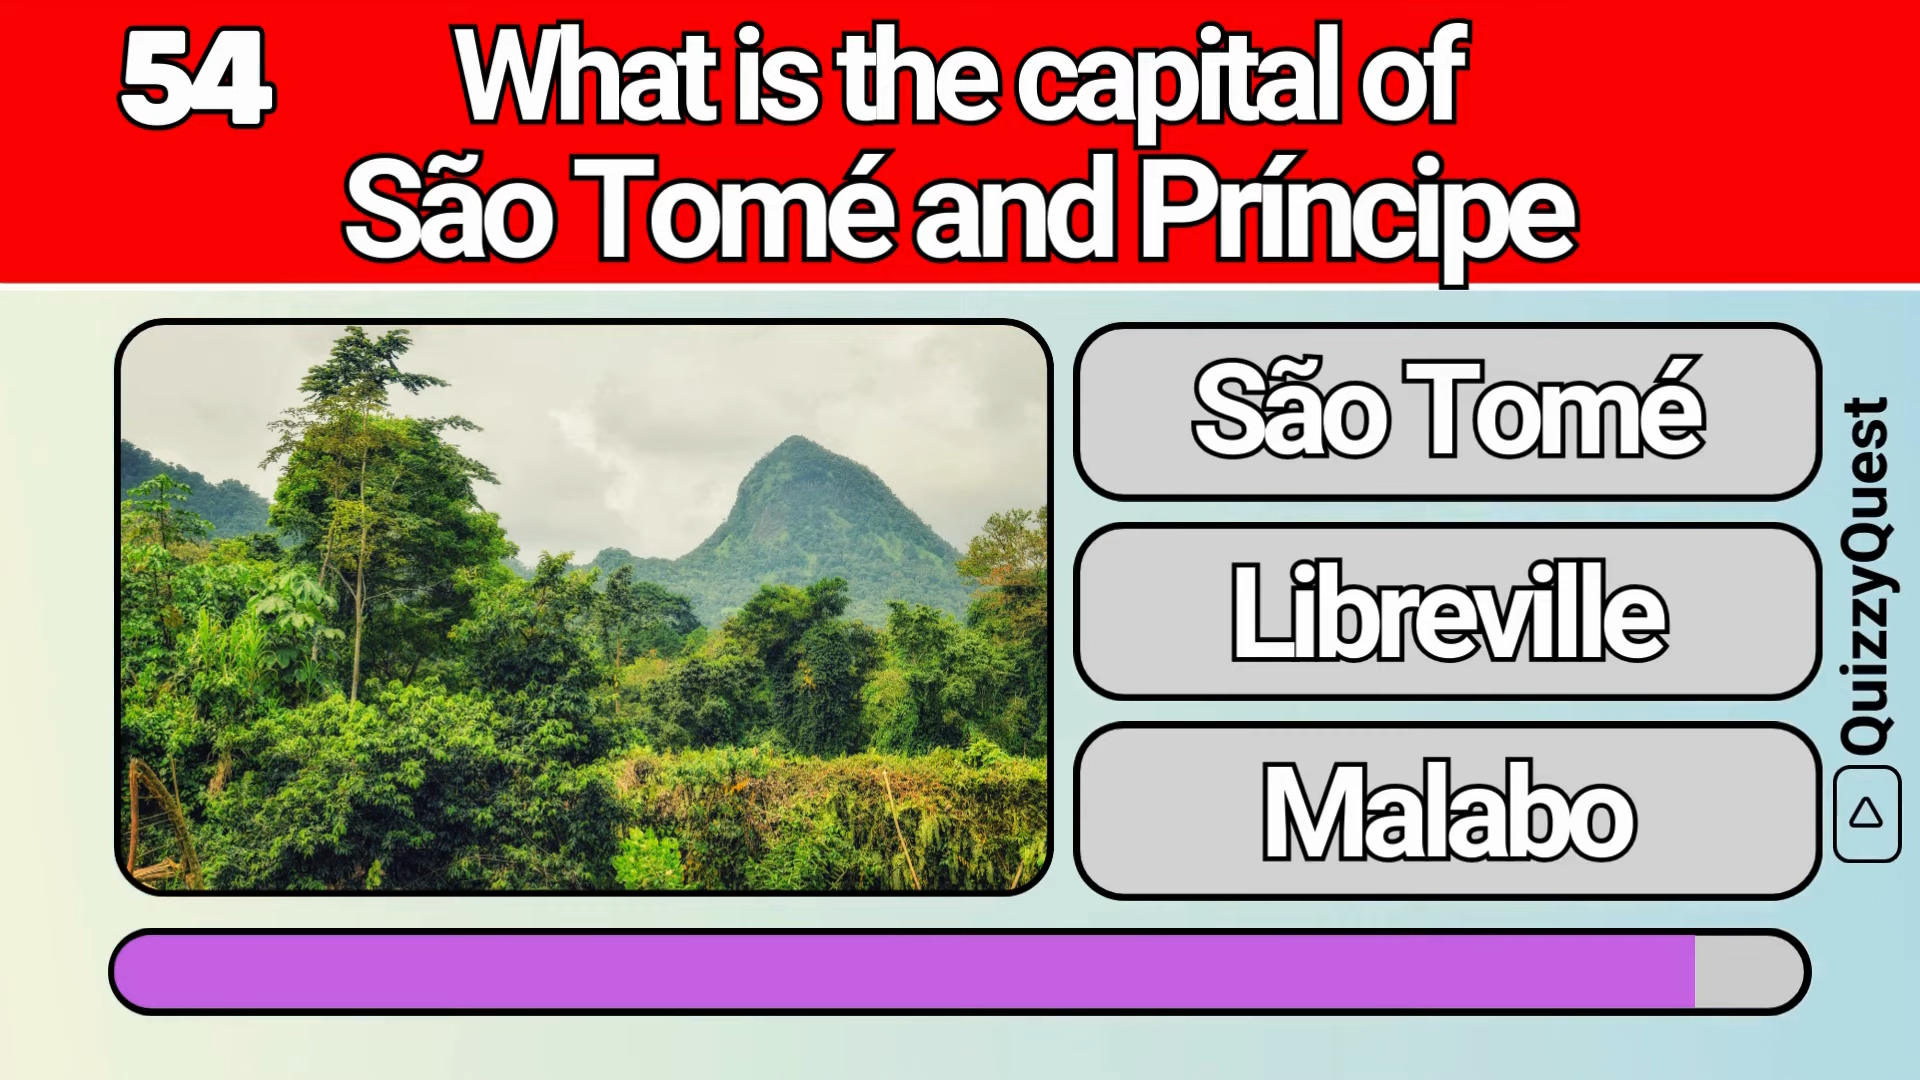 54
What is the capital of
São Tomé and Príncipe
São Tomé
Libreville
Malabo
QuizzyQuest